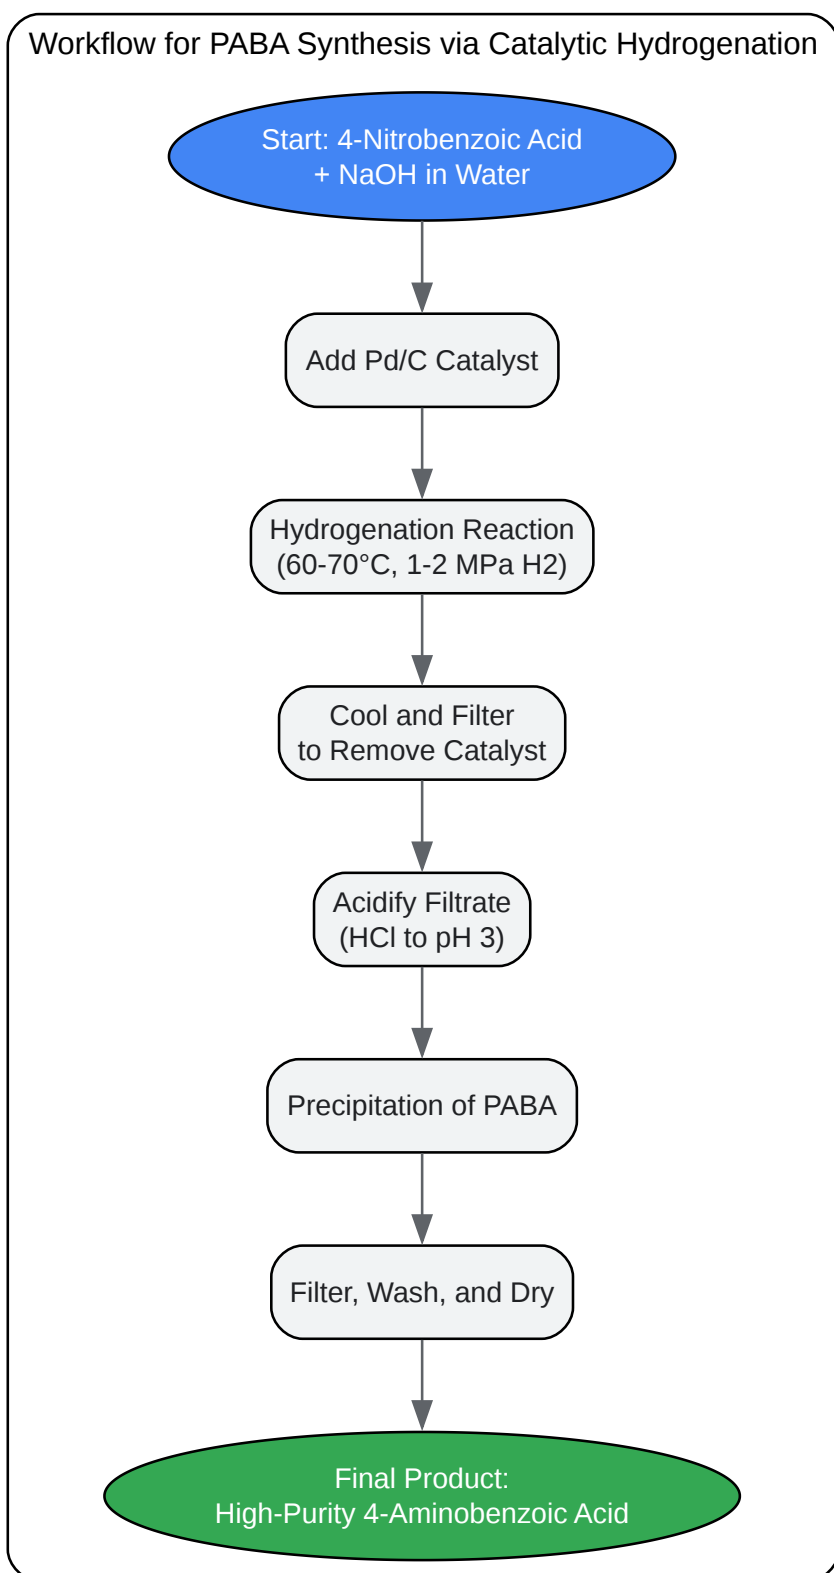 Workflow for PABA Synthesis via Catalytic Hydrogenation
Start: 4-Nitrobenzoic Acid
+ NaOH in Water
Add Pd/C Catalyst
Hydrogenation Reaction
(60-70°C, 1-2 MPa H2)
Cool and Filter
to Remove Catalyst
Acidify Filtrate
(HCl to pH 3)
Precipitation of PABA
Filter, Wash, and Dry
Final Product:
High-Purity 4-Aminobenzoic Acid